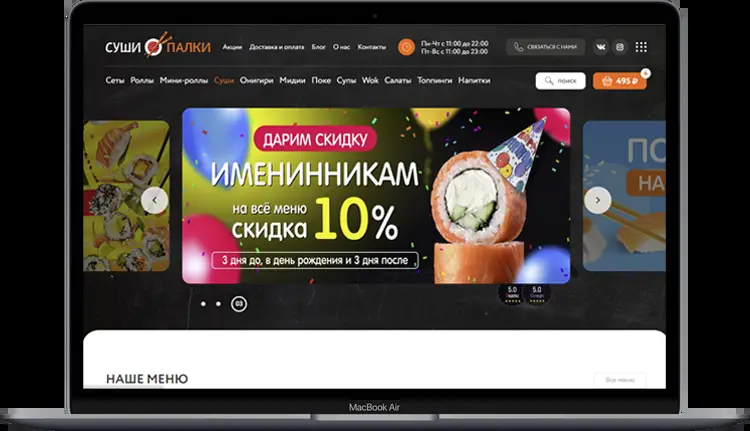 СУШИ ПАЛКИ
Акции Доставка и оплата Блог О нас Контакты
Пн-Чт с 11:00 до 22:00
Пт-Вс с 11:00 до 23:00
СВЯЗАТЬСЯ С НАМИ
Сеты Роллы Мини-роллы Суши Онигири Мидии Поке Супы Wok Салаты Топпинги Напитки
ПОИСК
495 ₽
6
ДАРИМ СКИДКУ
ИМЕНИННИКАМ
на всё меню
скидка 10%
3 дня до, в день рождения и 3 дня после
ПО
НА
03
5.0
5.0
Google
НАШЕ МЕНЮ
Все меню
MacBook Air